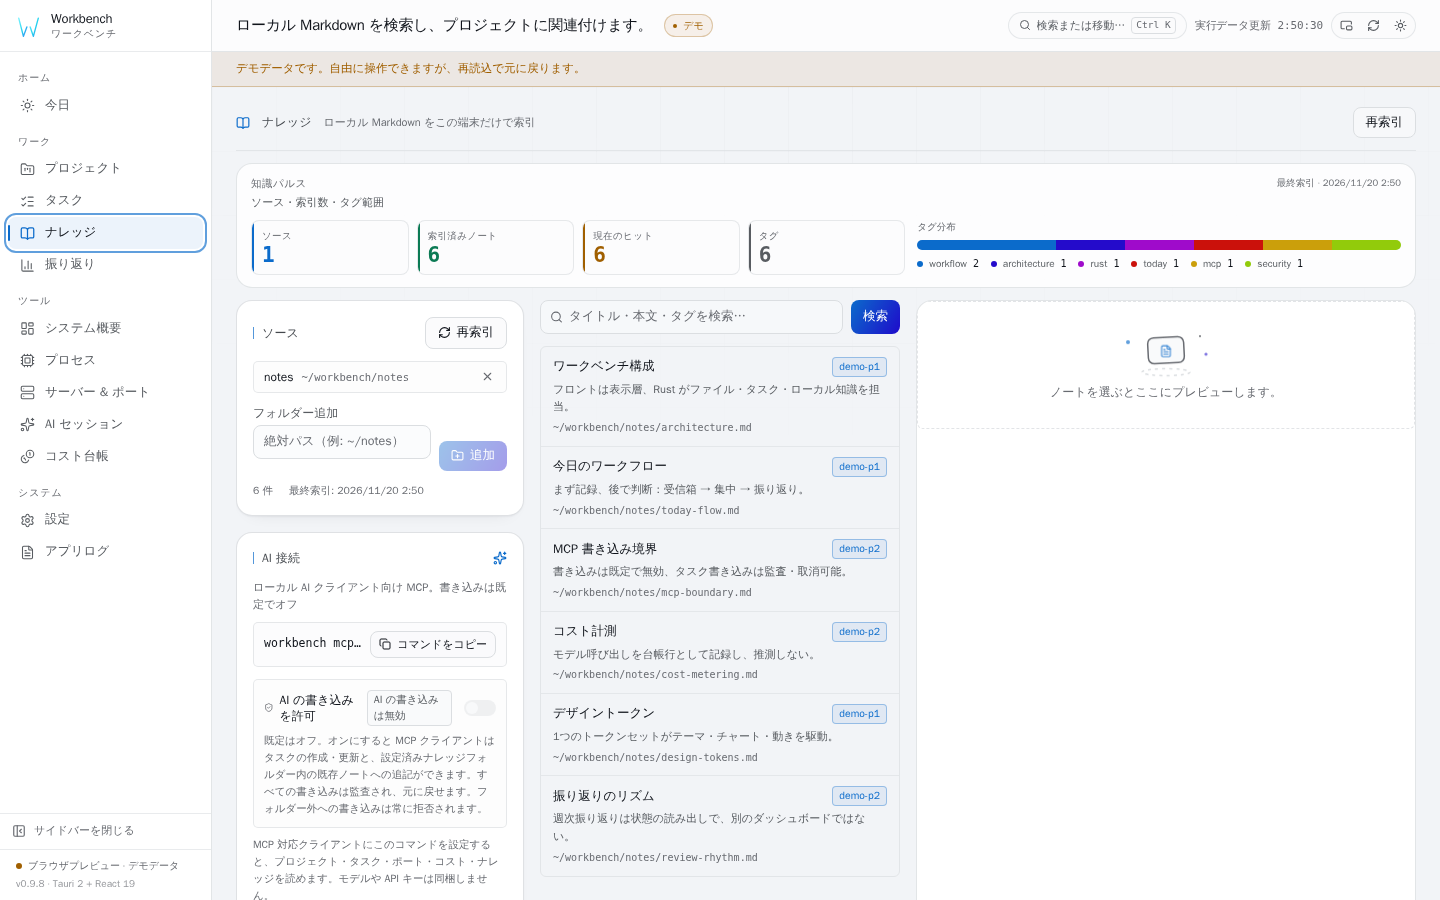 Workbench
ワークベンチ
ホーム
今日
ワーク
プロジェクト
タスク
ナレッジ
振り返り
ツール
システム概要
プロセス
サーバー & ポート
AI セッション
コスト台帳
システム
設定
アプリログ
サイドバーを閉じる
ブラウザプレビュー · デモデータ
v0.9.8 · Tauri 2 + React 19
ローカル Markdown を検索し、プロジェクトに関連付けます。
デモ
検索または移動… Ctrl K
実行データ更新 2:50:30
デモデータです。自由に操作できますが、再読込で元に戻ります。
ナレッジ ローカル Markdown をこの端末だけで索引
再索引
知識パルス
ソース・索引数・タグ範囲
最終索引 · 2026/11/20 2:50
ソース
1
索引済みノート
6
現在のヒット
6
タグ
6
タグ分布
workflow 2 architecture 1 rust 1 today 1 mcp 1 security 1
ソース
再索引
notes ~/workbench/notes
フォルダー追加
絶対パス（例: ~/notes）
追加
6 件 最終索引: 2026/11/20 2:50
AI 接続
ローカル AI クライアント向け MCP。書き込みは既
定でオフ
workbench mcp…
コマンドをコピー
AI の書き込み
を許可
AI の書き込み
は無効
既定はオフ。オンにすると MCP クライアントは
タスクの作成・更新と、設定済みナレッジフォ
ルダー内の既存ノートへの追記ができます。す
べての書き込みは監査され、元に戻せます。フ
ォルダー外への書き込みは常に拒否されます。
MCP 対応クライアントにこのコマンドを設定する
と、プロジェクト・タスク・ポート・コスト・ナレ
ッジを読めます。モデルや API キーは同梱しませ
ん。
タイトル・本文・タグを検索…
検索
ワークベンチ構成
demo-p1
フロントは表示層、Rust がファイル・タスク・ローカル知識を担
当。
~/workbench/notes/architecture.md
今日のワークフロー
demo-p1
まず記録、後で判断：受信箱 → 集中 → 振り返り。
~/workbench/notes/today-flow.md
MCP 書き込み境界
demo-p2
書き込みは既定で無効、タスク書き込みは監査・取消可能。
~/workbench/notes/mcp-boundary.md
コスト計測
demo-p2
モデル呼び出しを台帳行として記録し、推測しない。
~/workbench/notes/cost-metering.md
デザイントークン
demo-p1
1つのトークンセットがテーマ・チャート・動きを駆動。
~/workbench/notes/design-tokens.md
振り返りのリズム
demo-p2
週次振り返りは状態の読み出しで、別のダッシュボードではな
い。
~/workbench/notes/review-rhythm.md
ノートを選ぶとここにプレビューします。